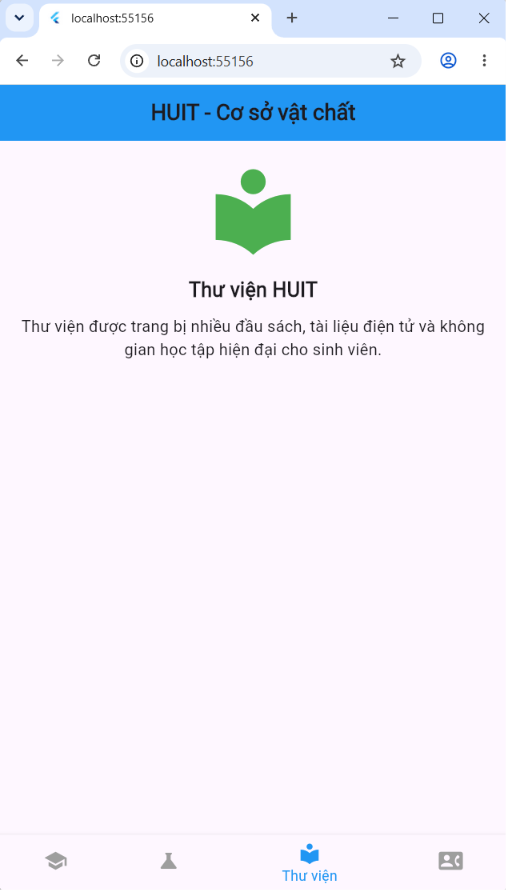 localhost:55156
localhost:55156
HUIT - Cơ sở vật chất
Thư viện HUIT
Thư viện được trang bị nhiều đầu sách, tài liệu điện tử và không
gian học tập hiện đại cho sinh viên.
Thư viện